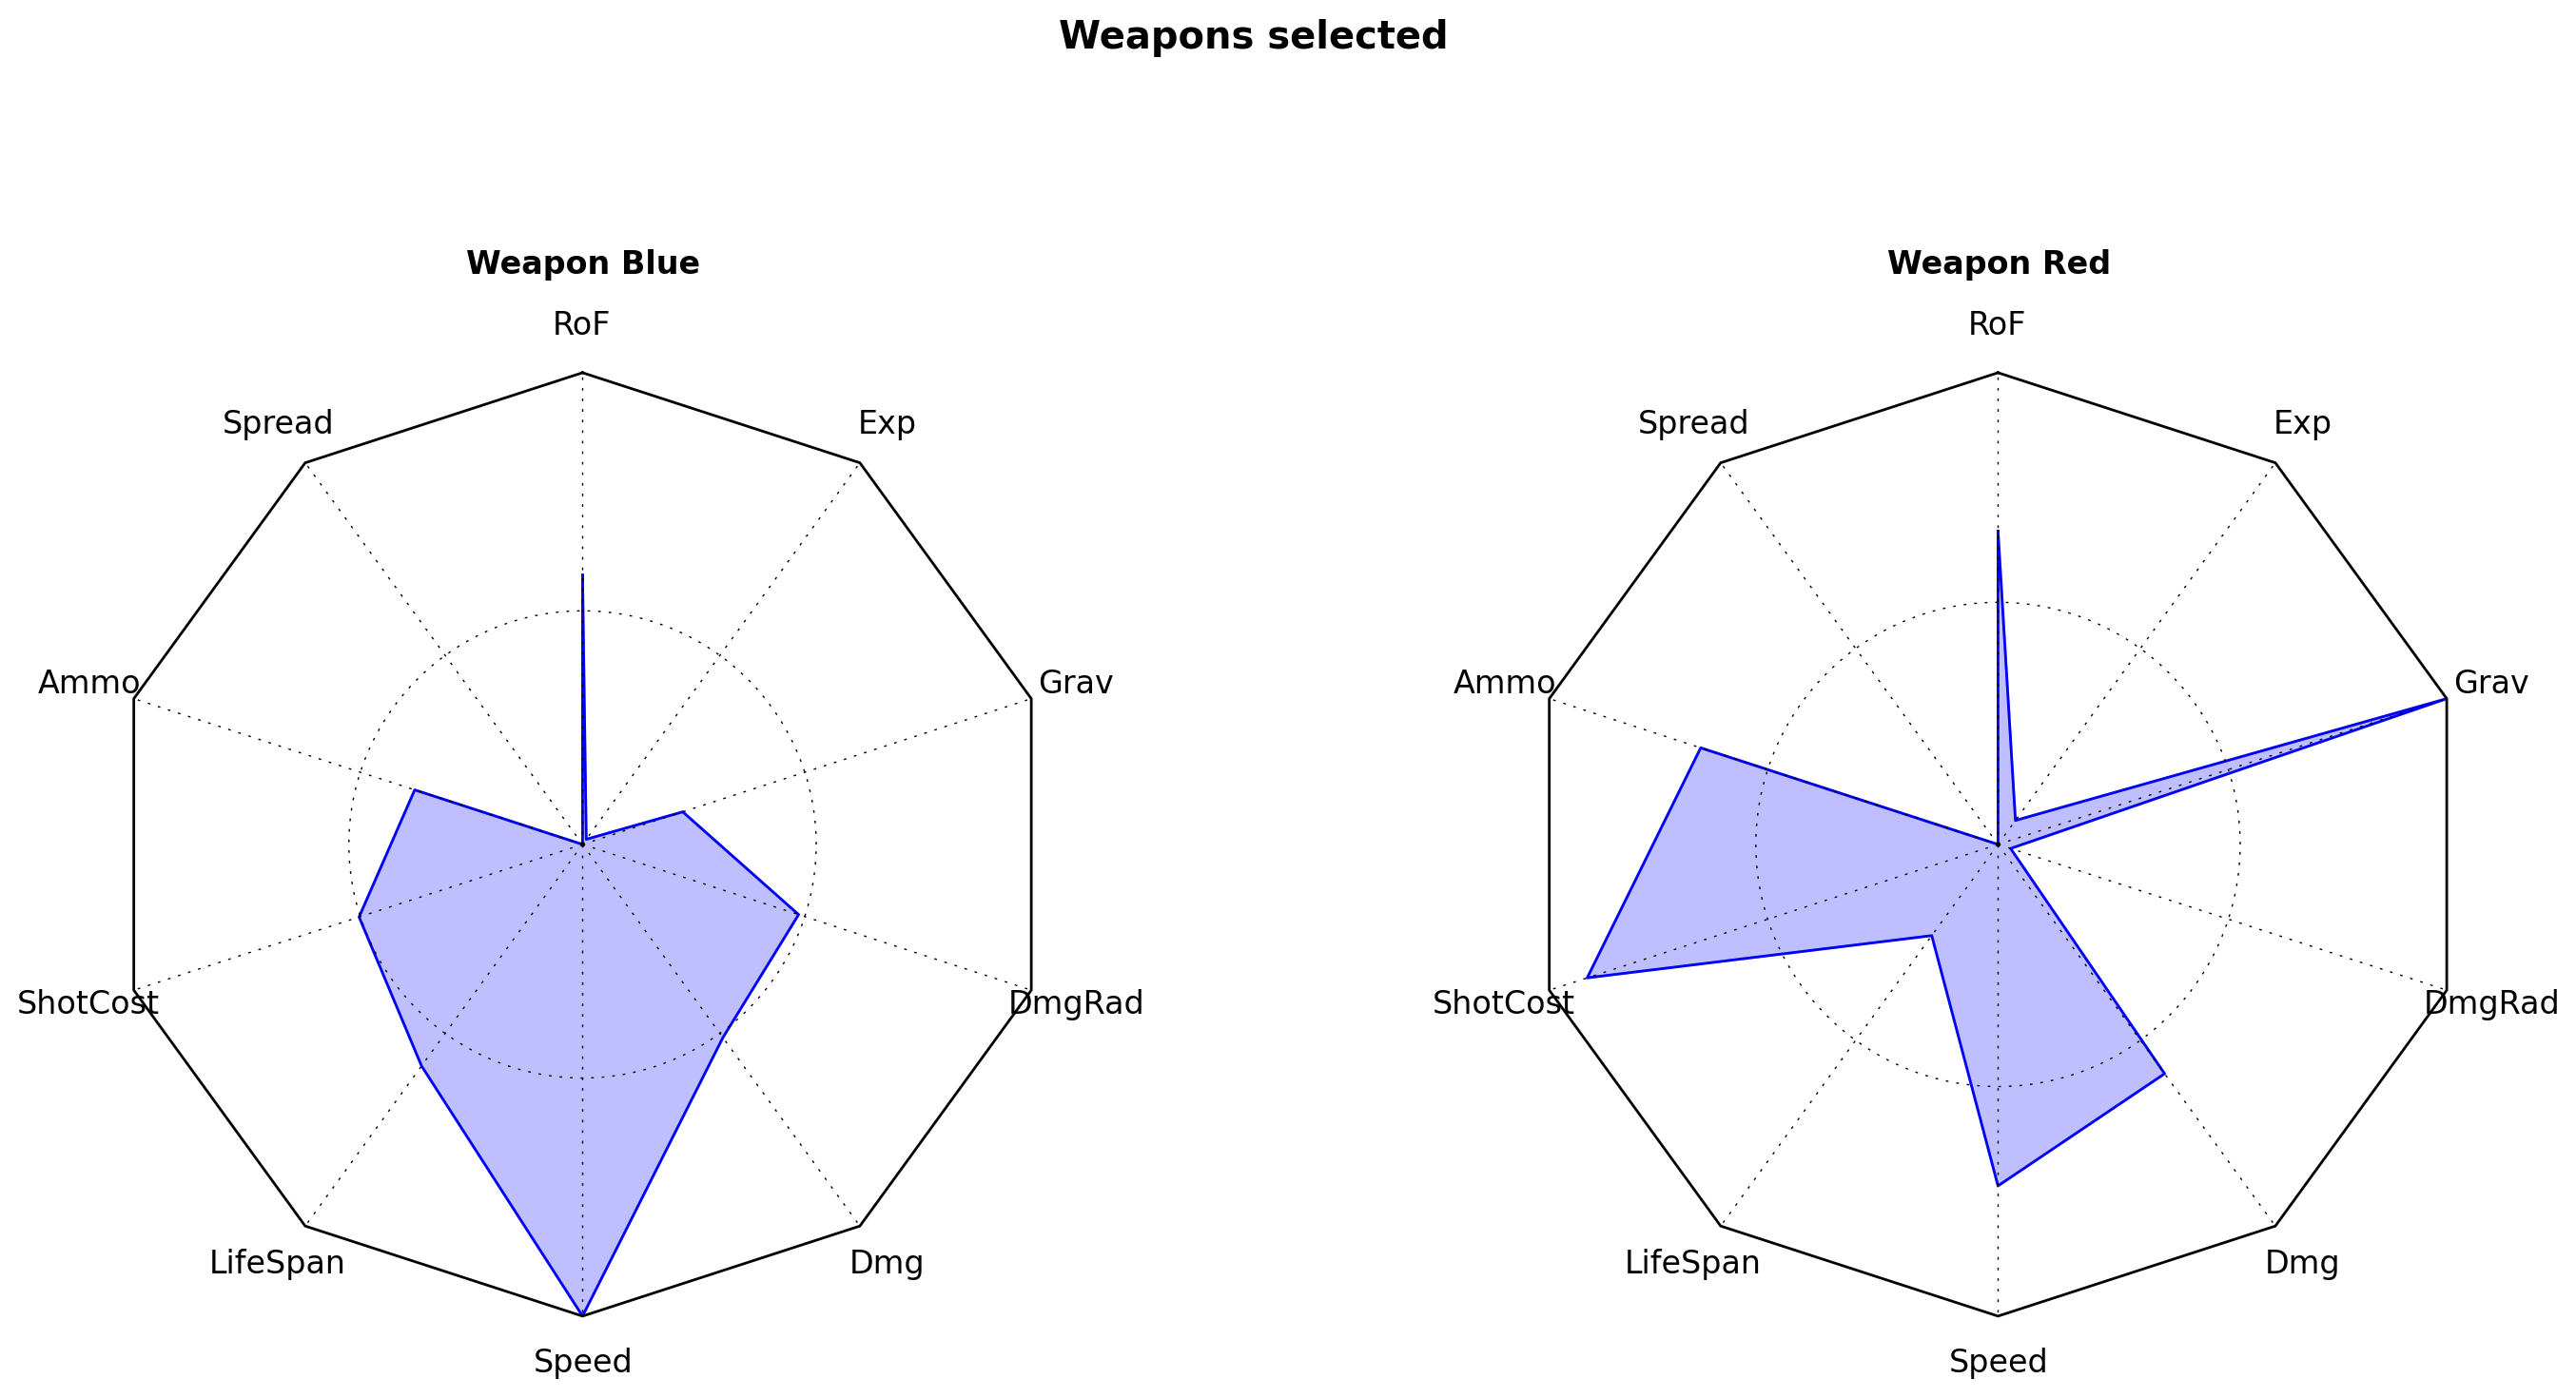 Weapons selected
Weapon Blue
RoF
Spread
Exp
Ammo
Grav
ShotCost
DmgRad
LifeSpan
Dmg
Speed
Weapon Red
RoF
Spread
Exp
Ammo
Grav
ShotCost
DmgRad
LifeSpan
Dmg
Speed